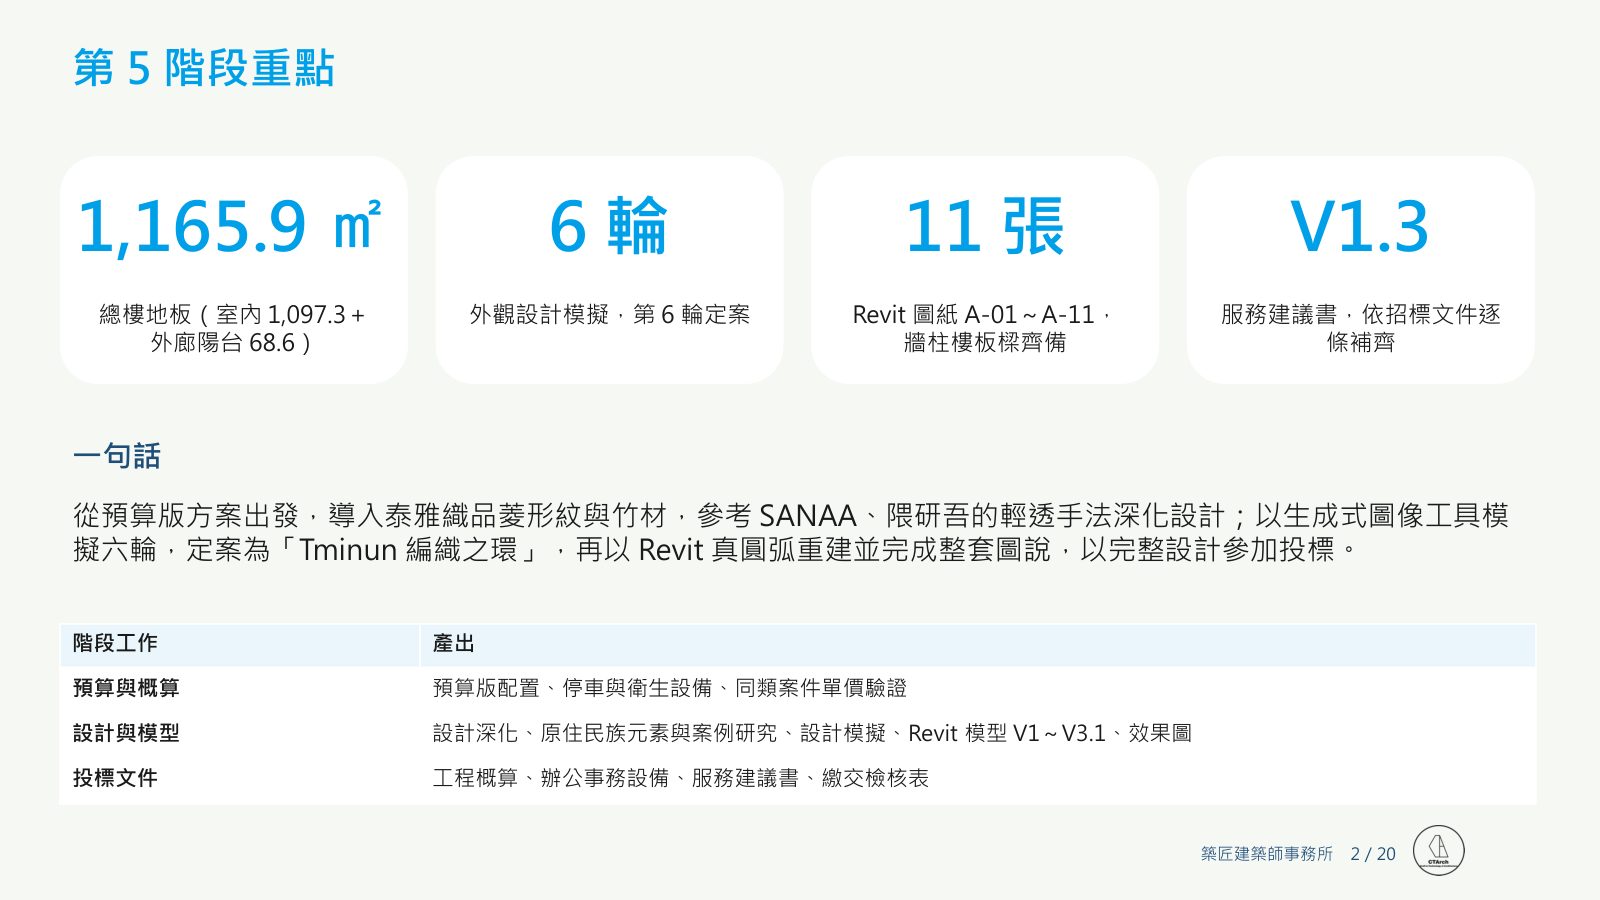 第 5 階段重點
1,165.9 ㎡
總樓地板（室內 1,097.3＋
外廊陽台 68.6）
6 輪
外觀設計模擬，第 6 輪定案
11 張
Revit 圖紙 A-01～A-11，
牆柱樓板樑齊備
V1.3
服務建議書，依招標文件逐
條補齊
一句話
從預算版方案出發，導入泰雅織品菱形紋與竹材，參考 SANAA、隈研吾的輕透手法深化設計；以生成式圖像工具模
擬六輪，定案為「Tminun 編織之環」，再以 Revit 真圓弧重建並完成整套圖說，以完整設計參加投標。
階段工作 產出
預算與概算 預算版配置、停車與衛生設備、同類案件單價驗證
設計與模型 設計深化、原住民族元素與案例研究、設計模擬、Revit 模型 V1～V3.1、效果圖
投標文件 工程概算、辦公事務設備、服務建議書、繳交檢核表
築匠建築師事務所 2 / 20
CTArch